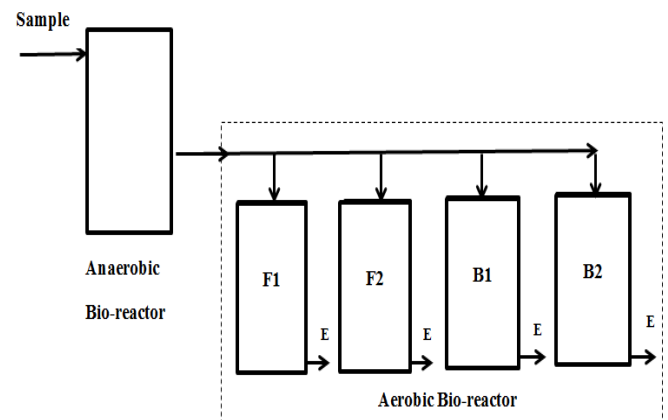 Sample
Anaerobic
Bio-reactor
F1
F2
B1
B2
E
E
E
E
Aerobic Bio-reactor